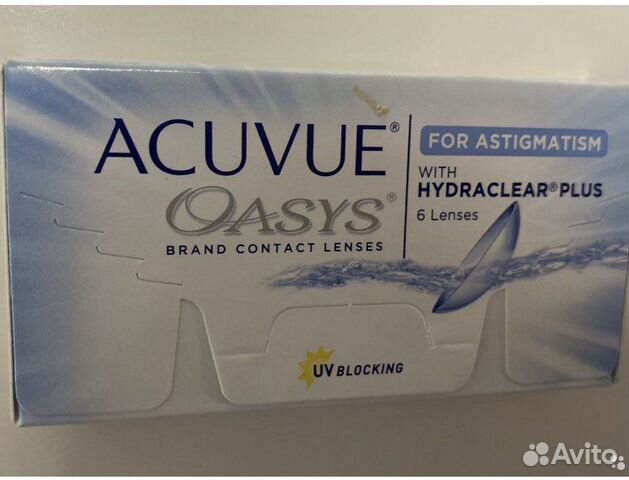 ACUVUE®
OASYS®
BRAND CONTACT LENSES
FOR ASTIGMATISM
WITH
HYDRACLEAR® PLUS
6 Lenses
UV BLOCKING
Avito